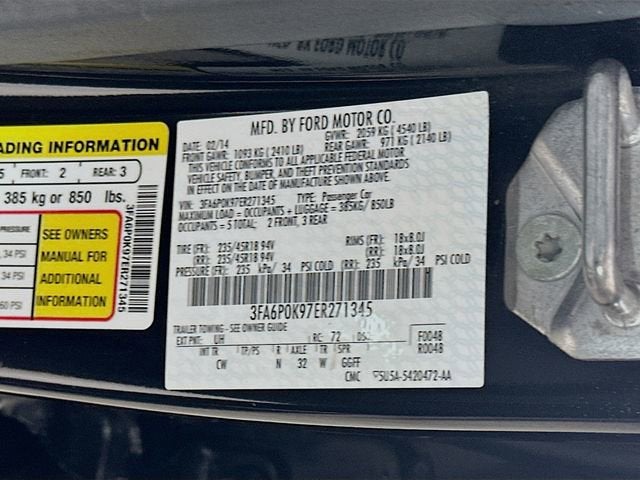 ADING INFORMATION
5 FRONT: 2 REAR: 3
385 kg or 850 lbs.
SEE OWNERS
MANUAL FOR
ADDITIONAL
INFORMATION
34 PSI
34 PSI
60 PSI
3FA6P0K97ER271345
MFD. BY FORD MOTOR CO.
DATE: 02/14 GVWR: 2059 KG (4540 LB)
FRONT GAWR: 1093 KG (2410 LB) REAR GAWR: 971 KG (2140 LB)
THIS VEHICLE CONFORMS TO ALL APPLICABLE FEDERAL MOTOR
VEHICLE SAFETY, BUMPER, AND THEFT PREVENTION STANDARDS
IN EFFECT ON THE DATE OF MANUFACTURE SHOWN ABOVE.
VIN: 3FA6P0K97ER271345 TYPE: Passenger Car
MAXIMUM LOAD = OCCUPANTS + LUGGAGE = 385KG/ 850LB
OCCUPANTS = 5 TOTAL: 2 FRONT, 3 REAR
TIRE (FR): 235/45R18 94V RIMS (FR): 18x8.0J
(RR): 235/45R18 94V (RR): 18x8.0J
PRESSURE (FR): 235 kPa/ 34 PSI COLD (RR): 235 kPa/ 34 PSI COLD
3FA6P0K97ER271345
TRAILER TOWING - SEE OWNER GUIDE
EXT PNT: UH RC: 72 DSO: F0048
R0048
INT TR TP/PS R AXLE TR SPR
CW N 32 W GGFF
CMC 5U5A-5420472-AA